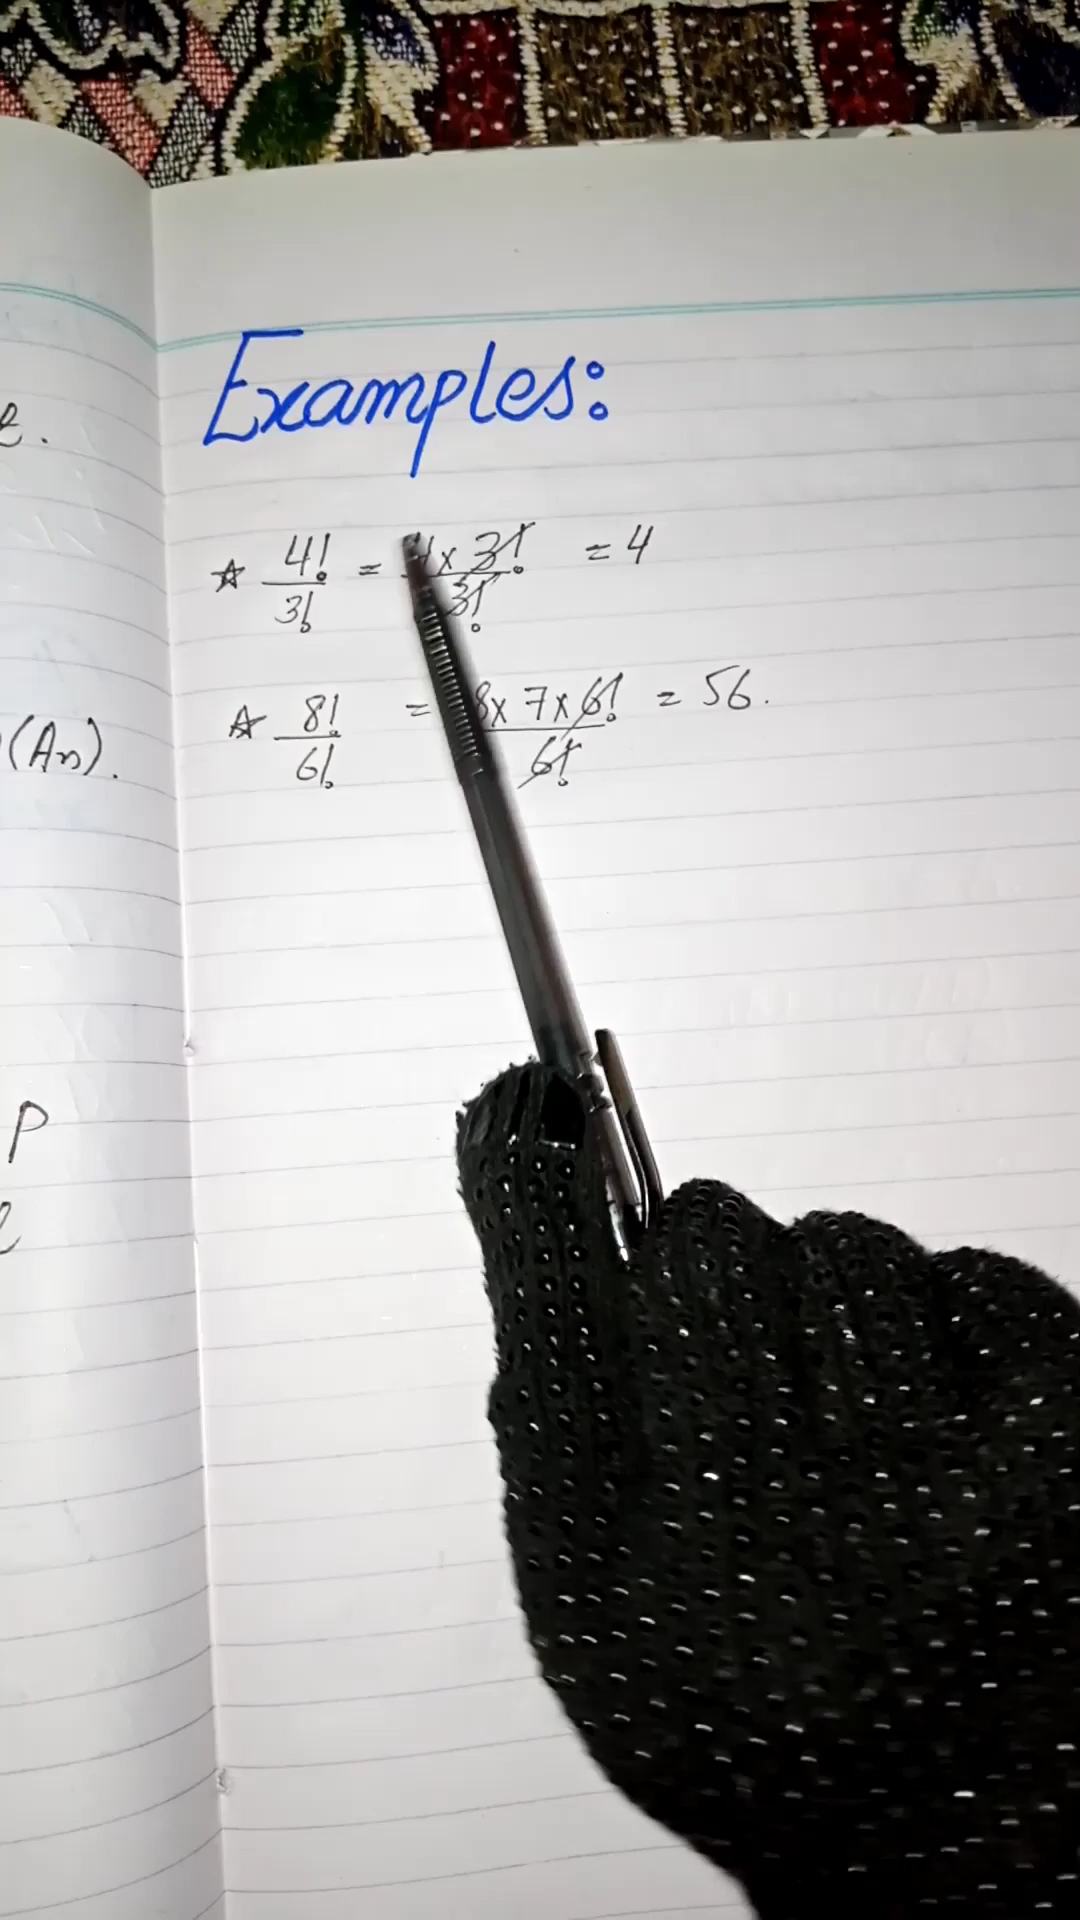 Examples:
☆ 4!/3! = 4 x 3!/3! = 4
☆ 8!/6! = 8 x 7 x 6!/6! = 56.
(An).
P